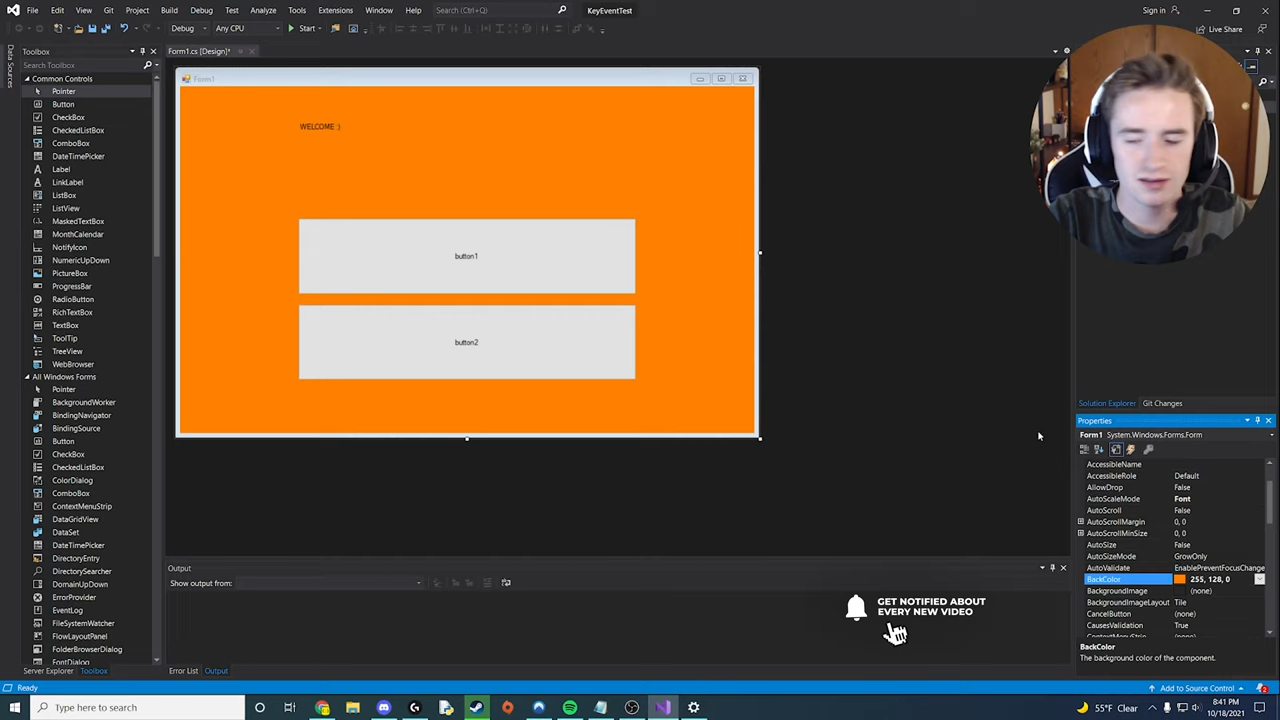 File Edit View Git Project Build Debug Test Analyze Tools Extensions Window Help Search (Ctrl+Q) KeyEventTest Sign in
Debug Any CPU Start Live Share
Data Sources
Toolbox
Search Toolbox
Common Controls
Pointer
Button
CheckBox
CheckedListBox
ComboBox
DateTimePicker
Label
LinkLabel
ListBox
ListView
MaskedTextBox
MonthCalendar
NotifyIcon
NumericUpDown
PictureBox
ProgressBar
RadioButton
RichTextBox
TextBox
ToolTip
TreeView
WebBrowser
All Windows Forms
Pointer
BackgroundWorker
BindingNavigator
BindingSource
Button
CheckBox
CheckedListBox
ColorDialog
ComboBox
ContextMenuStrip
DataGridView
DataSet
DateTimePicker
DirectoryEntry
DirectorySearcher
DomainUpDown
ErrorProvider
EventLog
FileSystemWatcher
FlowLayoutPanel
FolderBrowserDialog
FontDialog
Server Explorer Toolbox
Form1.cs [Design]*
Form1
WELCOME :)
button1
button2
Output
Show output from:
Error List Output
GET NOTIFIED ABOUT
EVERY NEW VIDEO
Solution Explorer Git Changes
Properties
Form1 System.Windows.Forms.Form
AccessibleName
AccessibleRole Default
AllowDrop False
AutoScaleMode Font
AutoScroll False
AutoScrollMargin 0, 0
AutoScrollMinSize 0, 0
AutoSize False
AutoSizeMode GrowOnly
AutoValidate EnablePreventFocusChange
BackColor 255, 128, 0
BackgroundImage (none)
BackgroundImageLayout Tile
CancelButton (none)
CausesValidation True
ContextMenuStrip (none)
BackColor
The background color of the component.
Ready Add to Source Control 2
Type here to search 55°F Clear 8:41 PM
10/18/2021